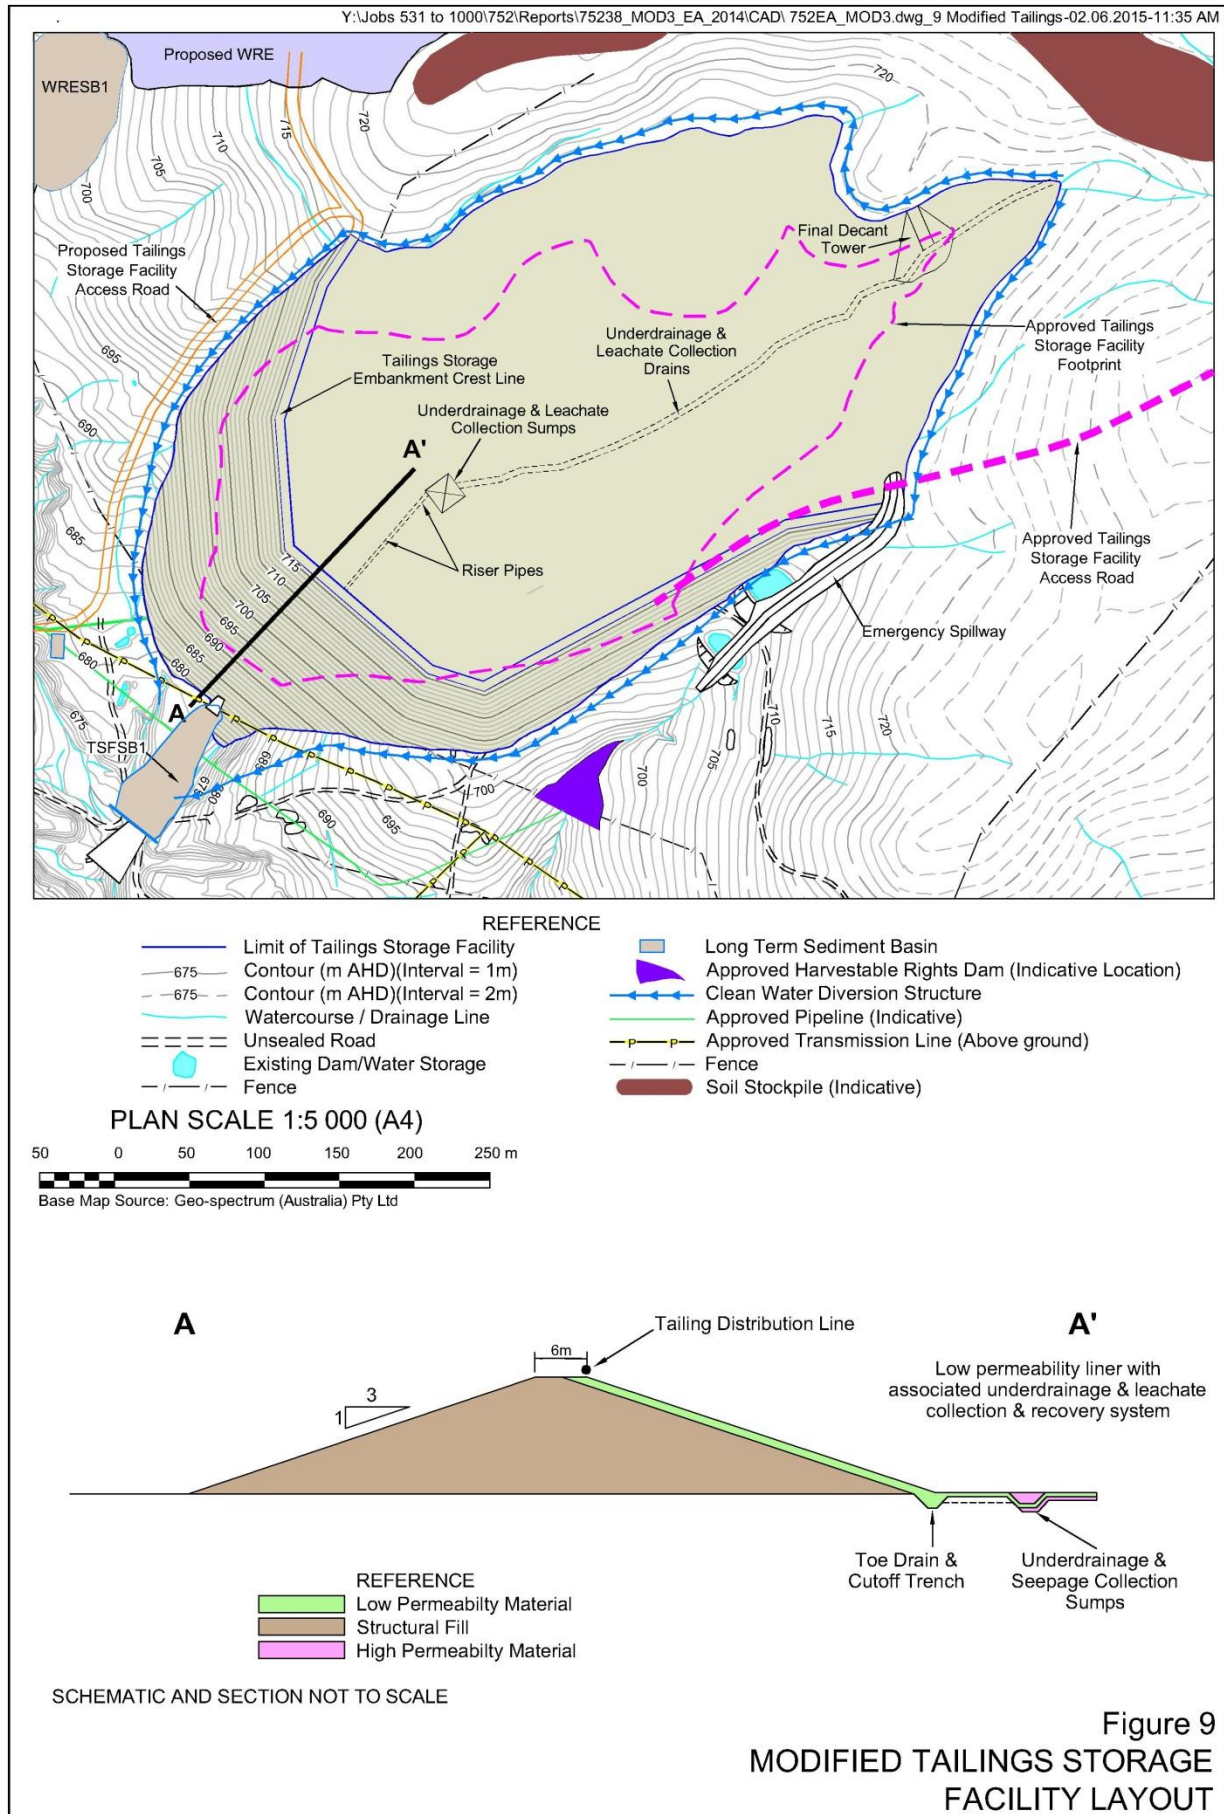 Y:\Jobs 531 to 1000\752\Reports\75238_MOD3_EA_2014\CAD\ 752EA_MOD3.dwg_9 Modified Tailings-02.06.2015-11:35 AM
Proposed WRE
WRESB1
720
715
720
710
705
700
Proposed Tailings
Storage Facility
Access Road
Final Decant
Tower
Underdrainage &
Leachate Collection
Drains
Approved Tailings
Storage Facility
Footprint
Tailings Storage
Embankment Crest Line
Underdrainage & Leachate
Collection Sumps
695
690
685
A'
715
710
705
700
695
690
685
680
Riser Pipes
Approved Tailings
Storage Facility
Access Road
Emergency Spillway
680
675
A
TSFSB1
P
P
P
P
P
P
P
P
P
P
P
P
P
P
675
680
685
690
695
700
700
705
710
715
720
REFERENCE
Limit of Tailings Storage Facility
675 Contour (m AHD)(Interval = 1m)
675 Contour (m AHD)(Interval = 2m)
Watercourse / Drainage Line
Unsealed Road
Existing Dam/Water Storage
Fence
Long Term Sediment Basin
Approved Harvestable Rights Dam (Indicative Location)
Clean Water Diversion Structure
Approved Pipeline (Indicative)
P P Approved Transmission Line (Above ground)
Fence
Soil Stockpile (Indicative)
PLAN SCALE 1:5 000 (A4)
50 0 50 100 150 200 250 m
Base Map Source: Geo-spectrum (Australia) Pty Ltd
A
A'
Tailing Distribution Line
6m
3
1
Low permeability liner with
associated underdrainage & leachate
collection & recovery system
Toe Drain &
Cutoff Trench
Underdrainage &
Seepage Collection
Sumps
REFERENCE
Low Permeabilty Material
Structural Fill
High Permeabilty Material
SCHEMATIC AND SECTION NOT TO SCALE
Figure 9
MODIFIED TAILINGS STORAGE
FACILITY LAYOUT